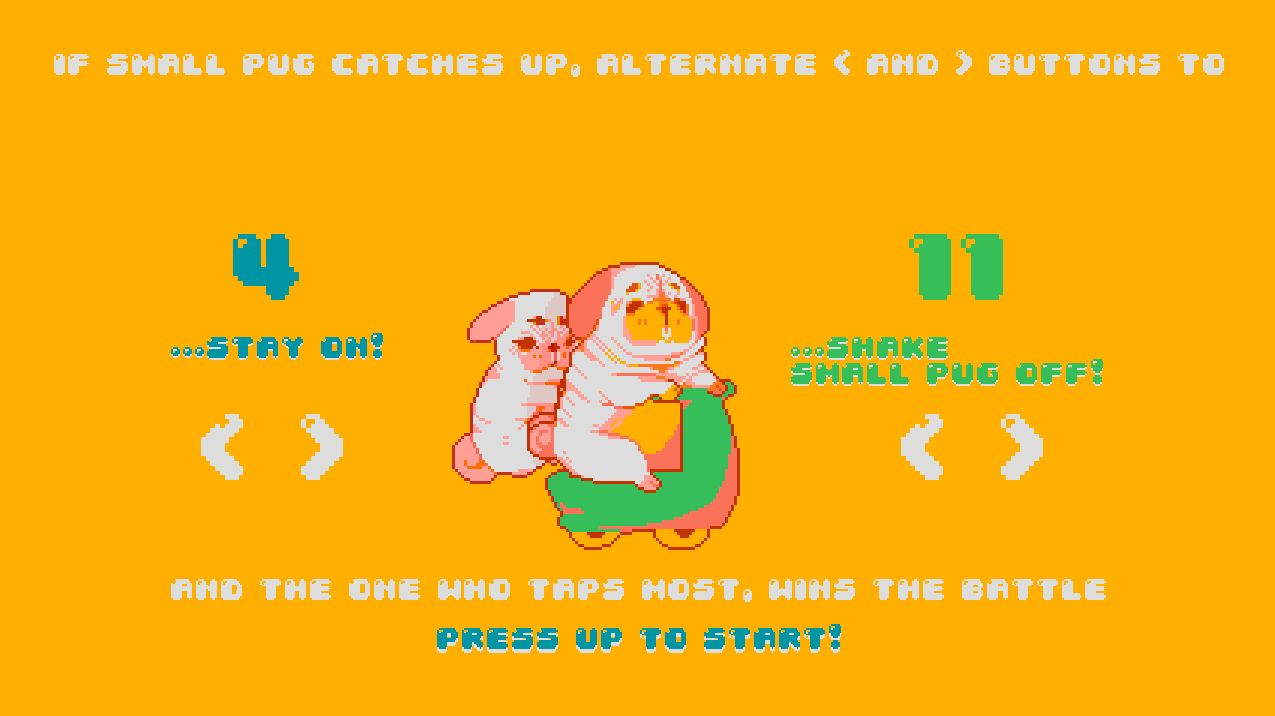 IF SMALL PUG CATCHES UP, ALTERNATE < AND > BUTTONS TO
4
11
...STAY ON!
...SHAKE
SMALL PUG OFF!
< >
< >
AND THE ONE WHO TAPS MOST, WINS THE BATTLE
PRESS UP TO START!